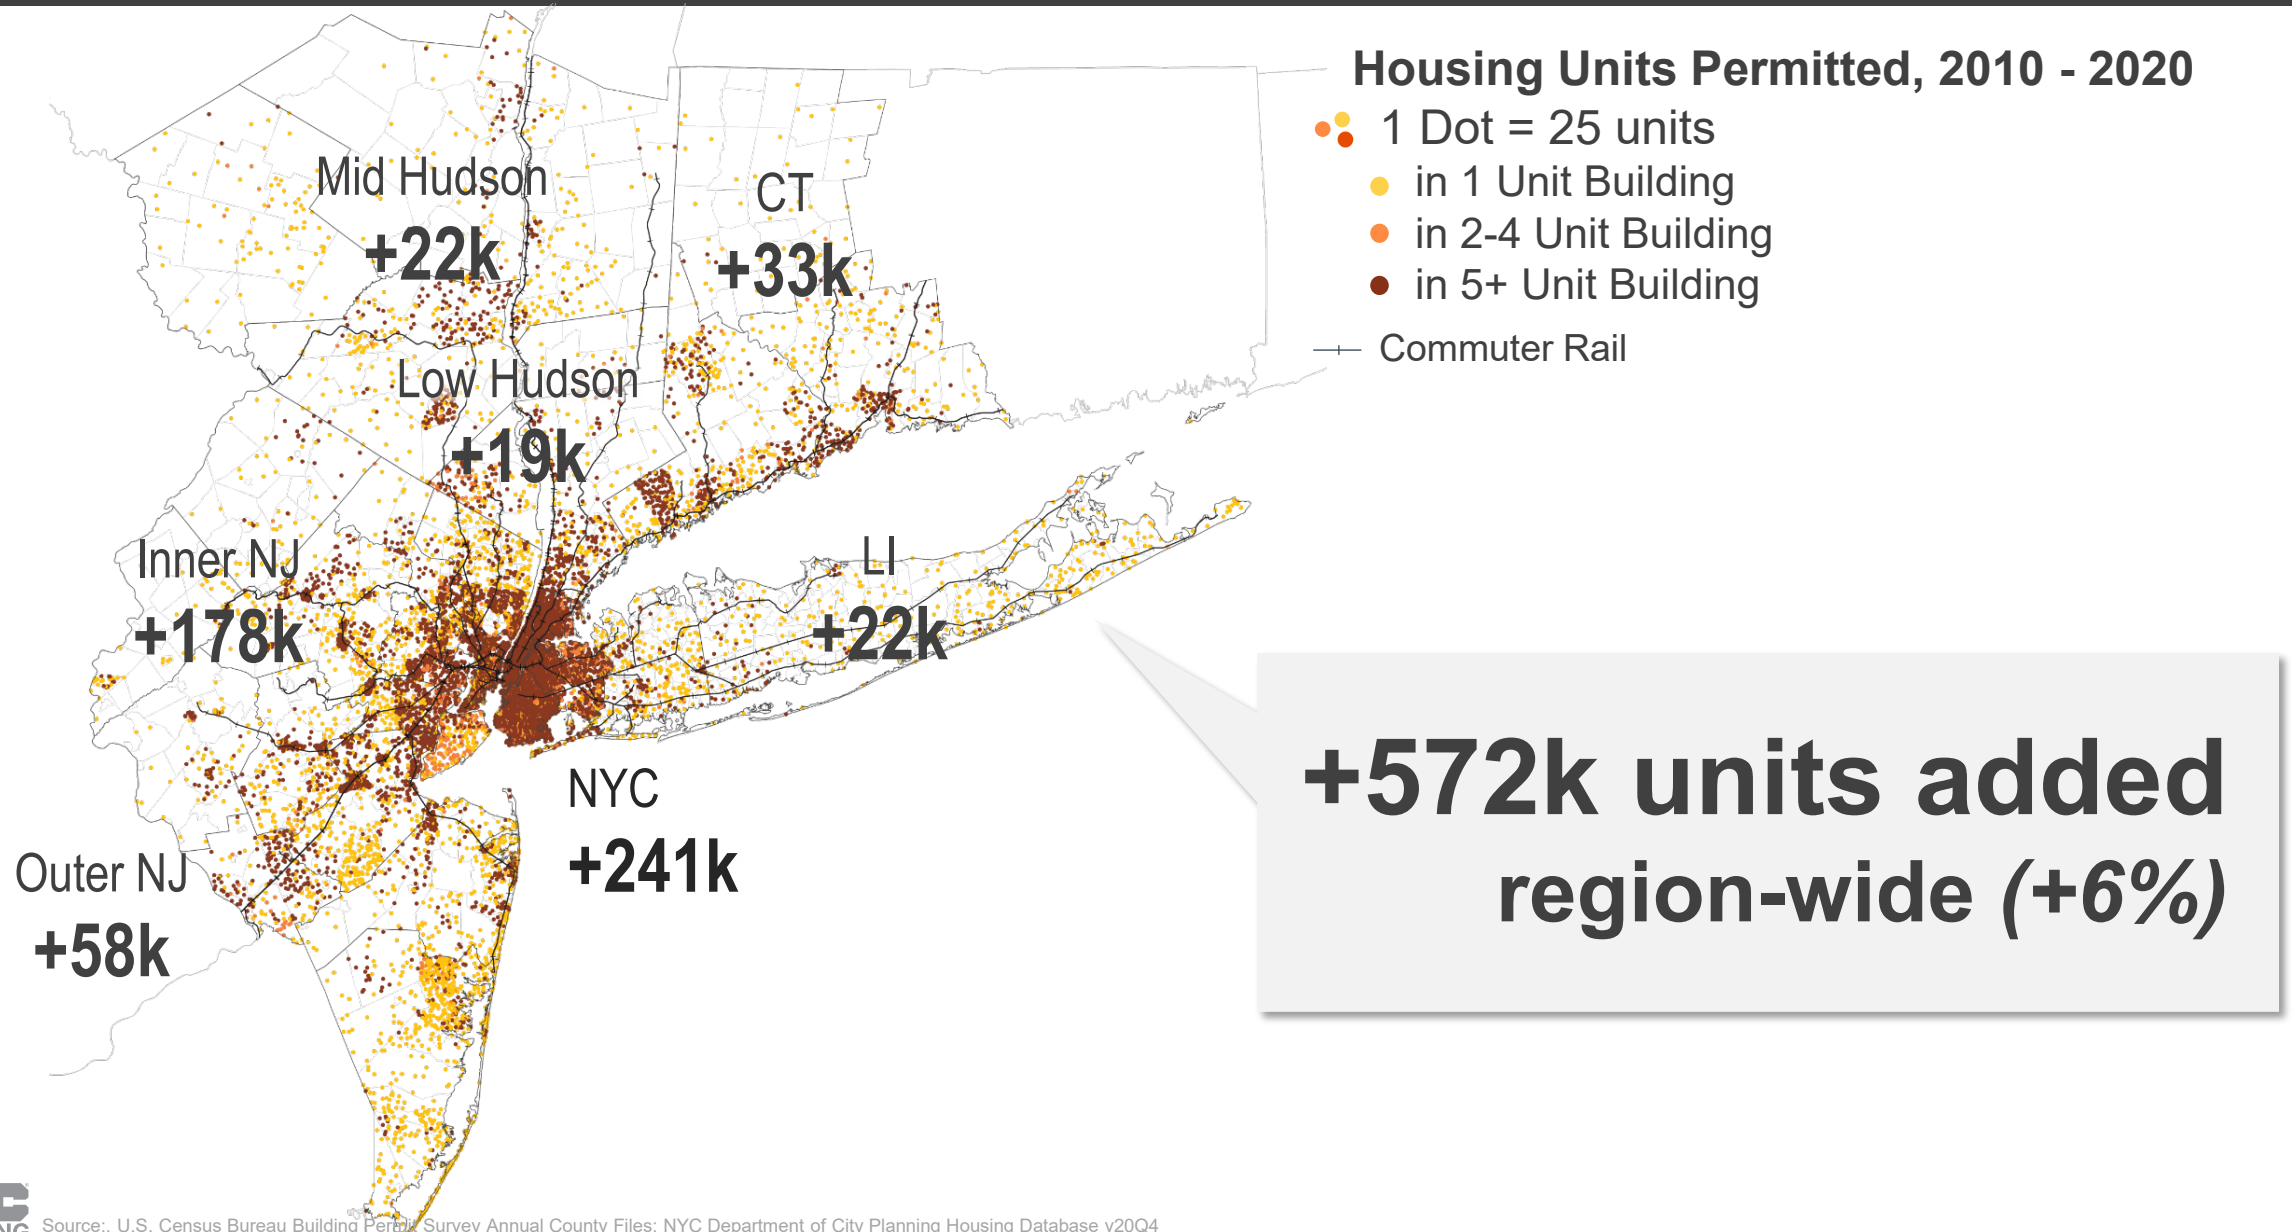 Housing Units Permitted, 2010 - 2020
1 Dot = 25 units
in 1 Unit Building
in 2-4 Unit Building
in 5+ Unit Building
Commuter Rail
Mid Hudson
+22k
CT
+33k
Low Hudson
+19k
Inner NJ
+178k
LI
+22k
NYC
+241k
Outer NJ
+58k
+572k units added
region-wide (+6%)
Source:. U.S. Census Bureau Building Permit Survey Annual County Files; NYC Department of City Planning Housing Database v20Q4